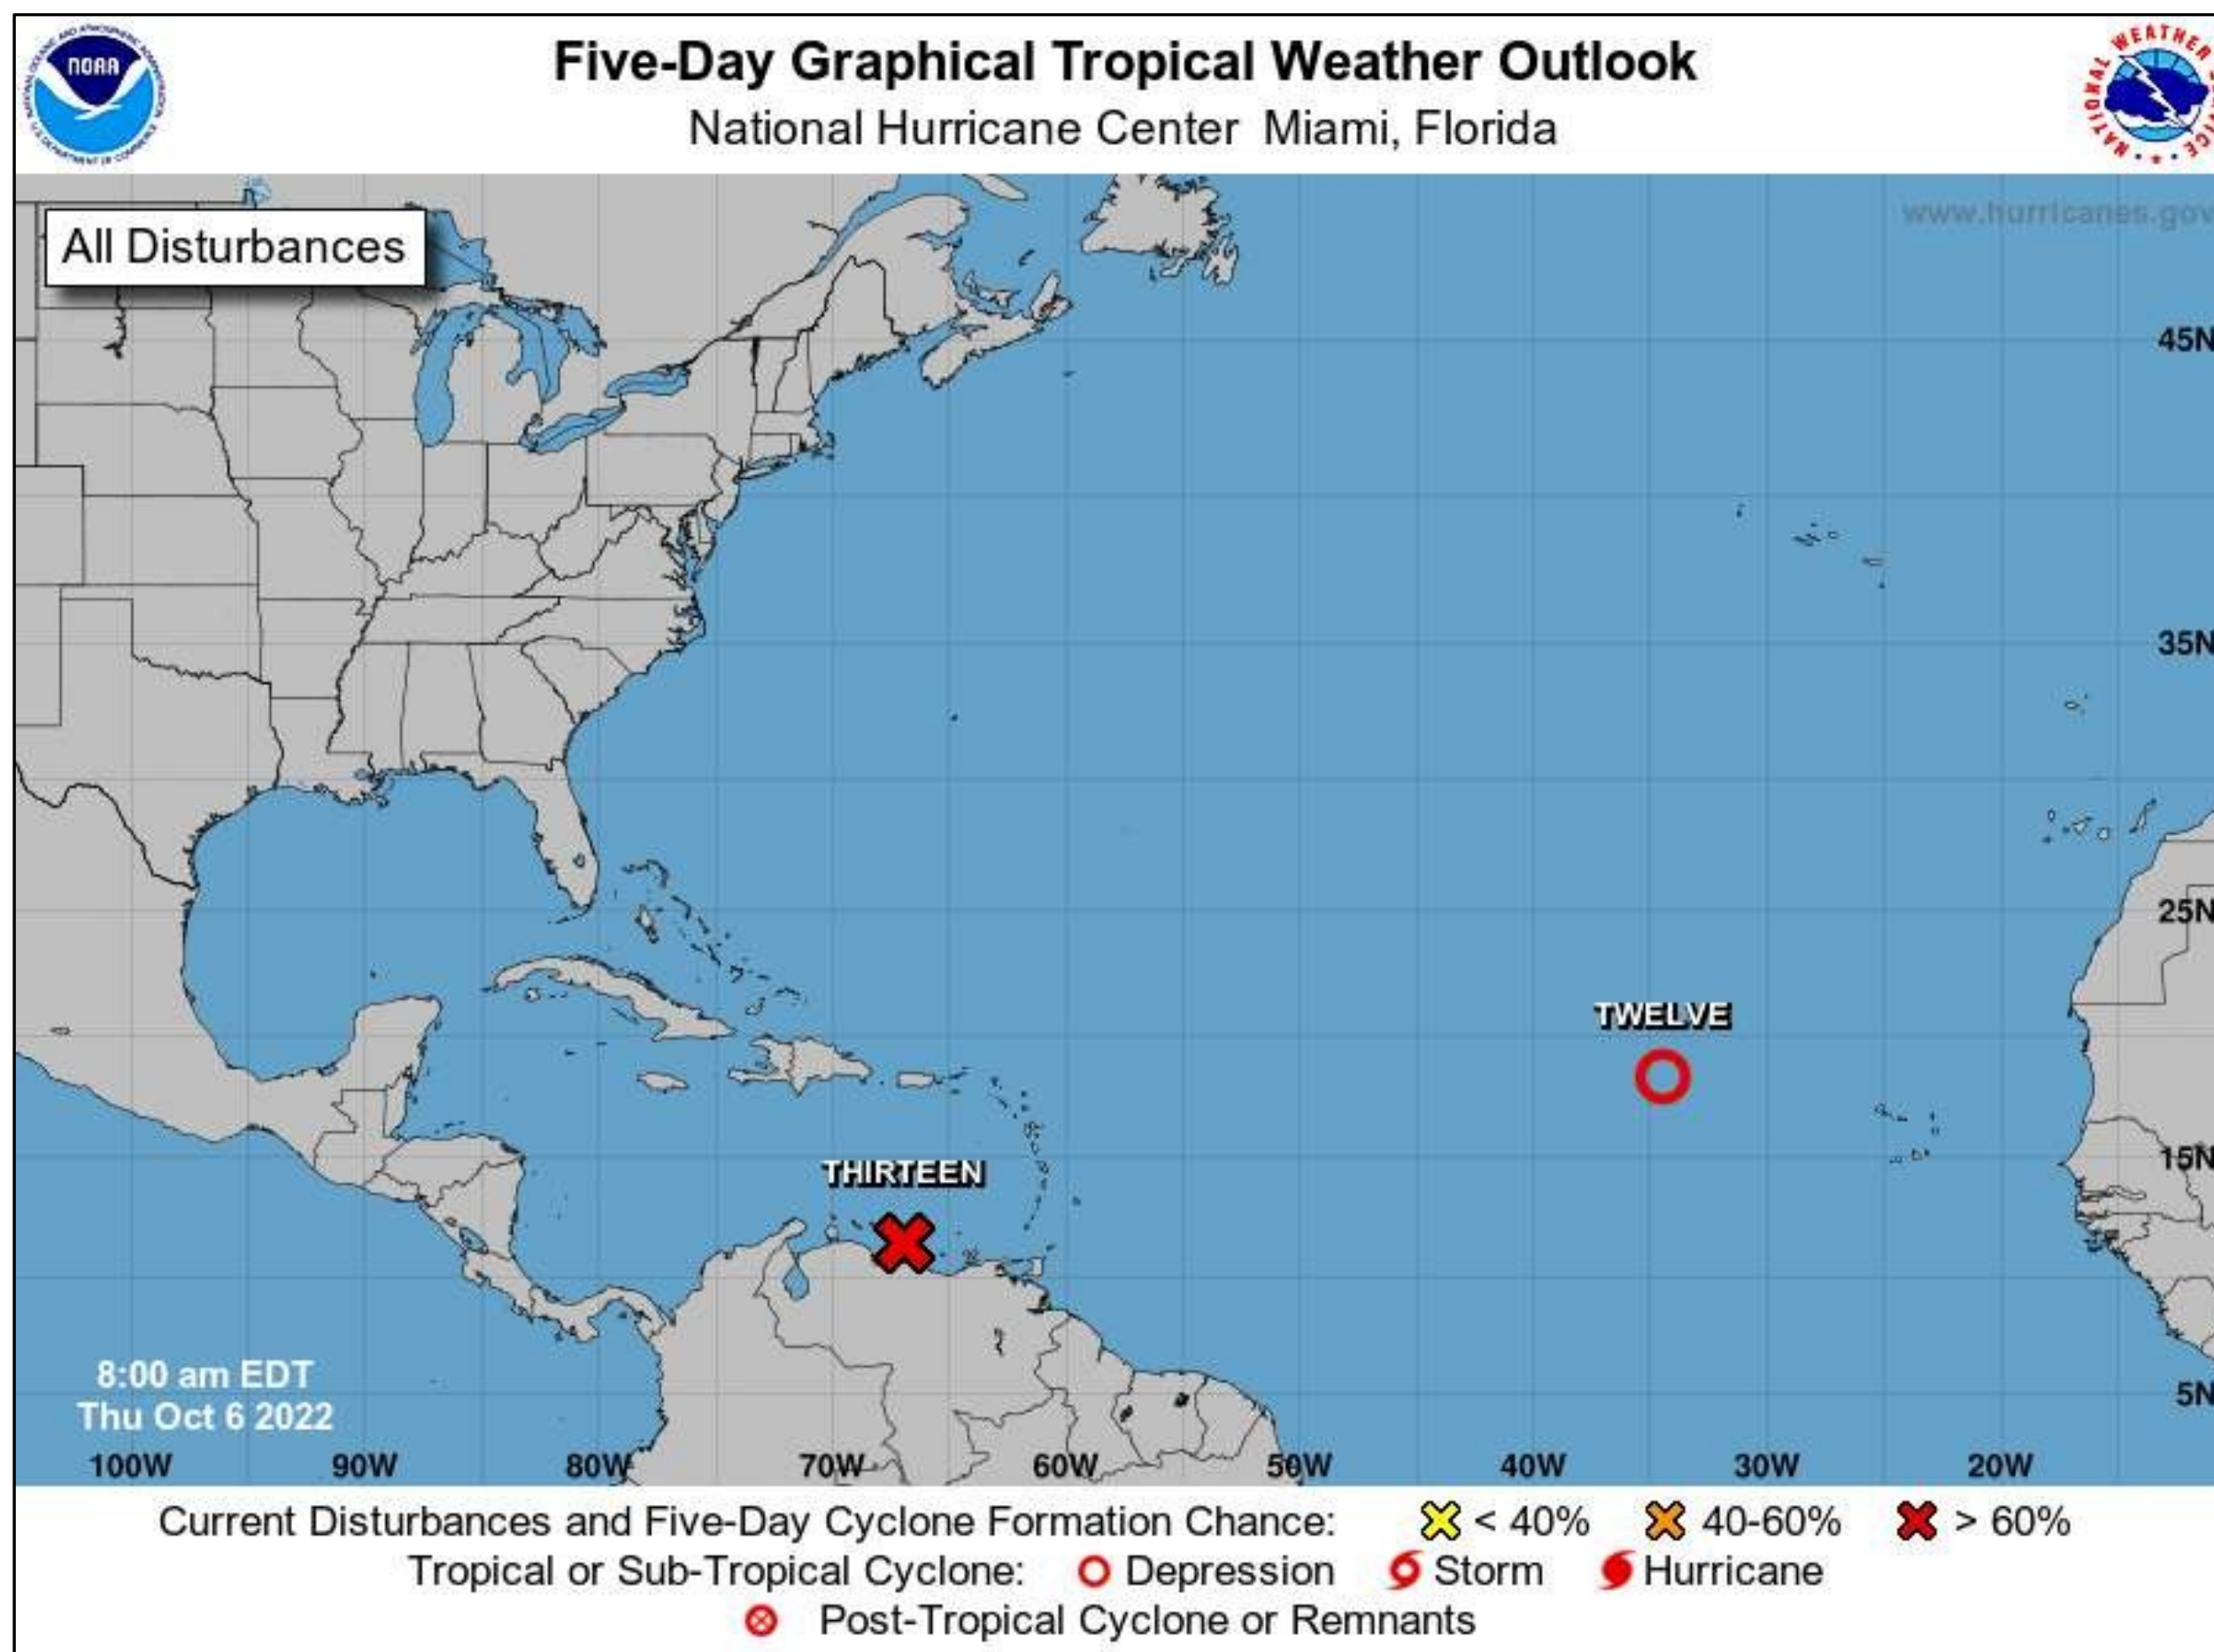 NOAA
Five-Day Graphical Tropical Weather Outlook
National Hurricane Center Miami, Florida
NATIONAL WEATHER
All Disturbances
www.hurricanes.gov
45N
35N
25N
TWELVE
15N
THIRTEEN
5N
8:00 am EDT
Thu Oct 6 2022
100W 90W 80W 70W 60W 50W 40W 30W 20W
Current Disturbances and Five-Day Cyclone Formation Chance: < 40% 40-60% > 60%
Tropical or Sub-Tropical Cyclone: Depression Storm Hurricane
Post-Tropical Cyclone or Remnants